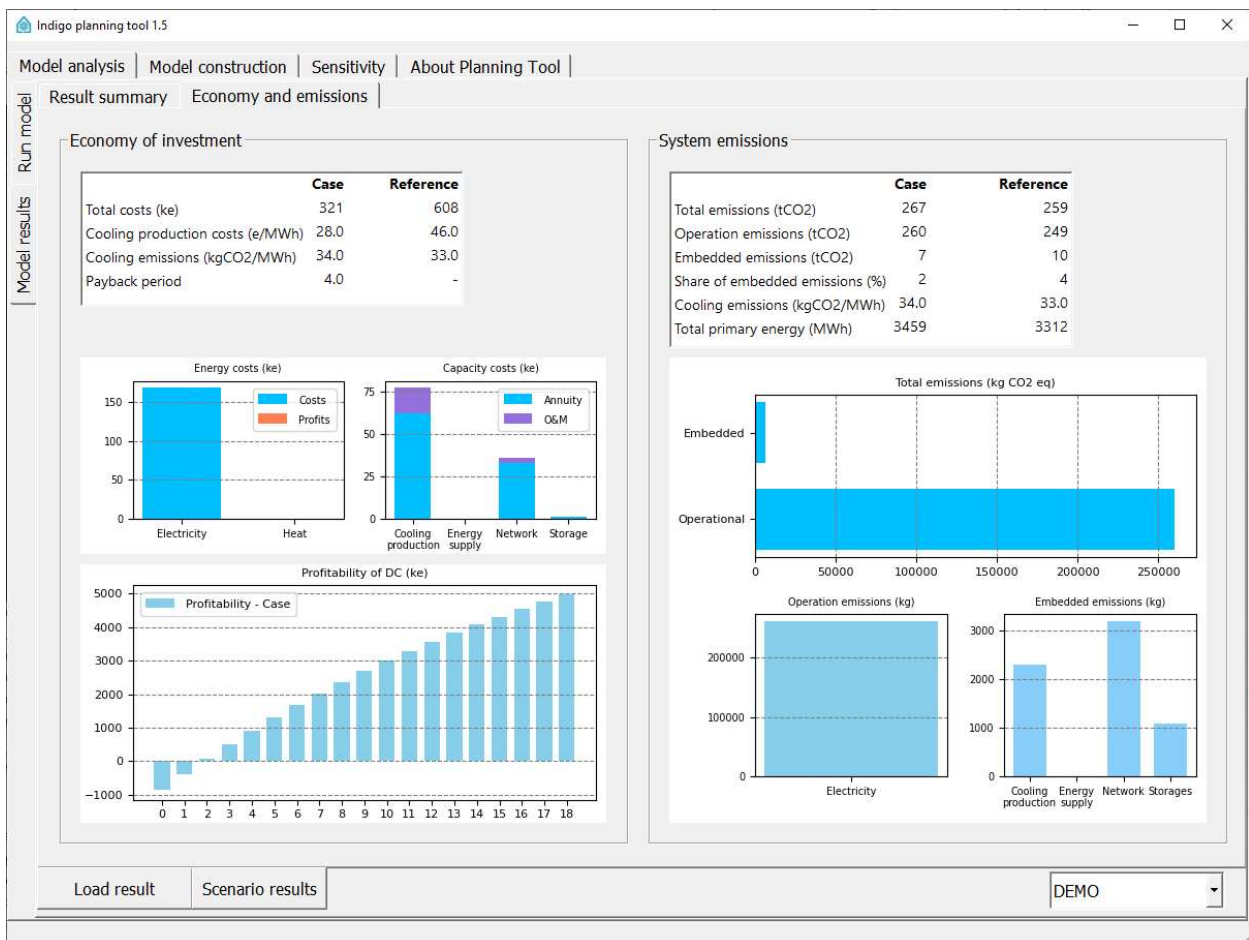 Indigo planning tool 1.5
Model analysis Model construction Sensitivity About Planning Tool
Run model
Model results
Result summary Economy and emissions
Economy of investment
Case Reference
Total costs (ke) 321 608
Cooling production costs (e/MWh) 28.0 46.0
Cooling emissions (kgCO2/MWh) 34.0 33.0
Payback period 4.0 -
Energy costs (ke)
Costs
Profits
150
100
50
0
Electricity Heat
Capacity costs (ke)
Annuity
O&M
75
50
25
0
Cooling production Energy supply Network Storage
Profitability of DC (ke)
Profitability - Case
5000
4000
3000
2000
1000
0
−1000
0 1 2 3 4 5 6 7 8 9 10 11 12 13 14 15 16 17 18
System emissions
Case Reference
Total emissions (tCO2) 267 259
Operation emissions (tCO2) 260 249
Embedded emissions (tCO2) 7 10
Share of embedded emissions (%) 2 4
Cooling emissions (kgCO2/MWh) 34.0 33.0
Total primary energy (MWh) 3459 3312
Total emissions (kg CO2 eq)
Embedded
Operational
0 50000 100000 150000 200000 250000
Operation emissions (kg)
200000
100000
0
Electricity
Embedded emissions (kg)
3000
2000
1000
0
Cooling production Energy supply Network Storages
Load result Scenario results
DEMO